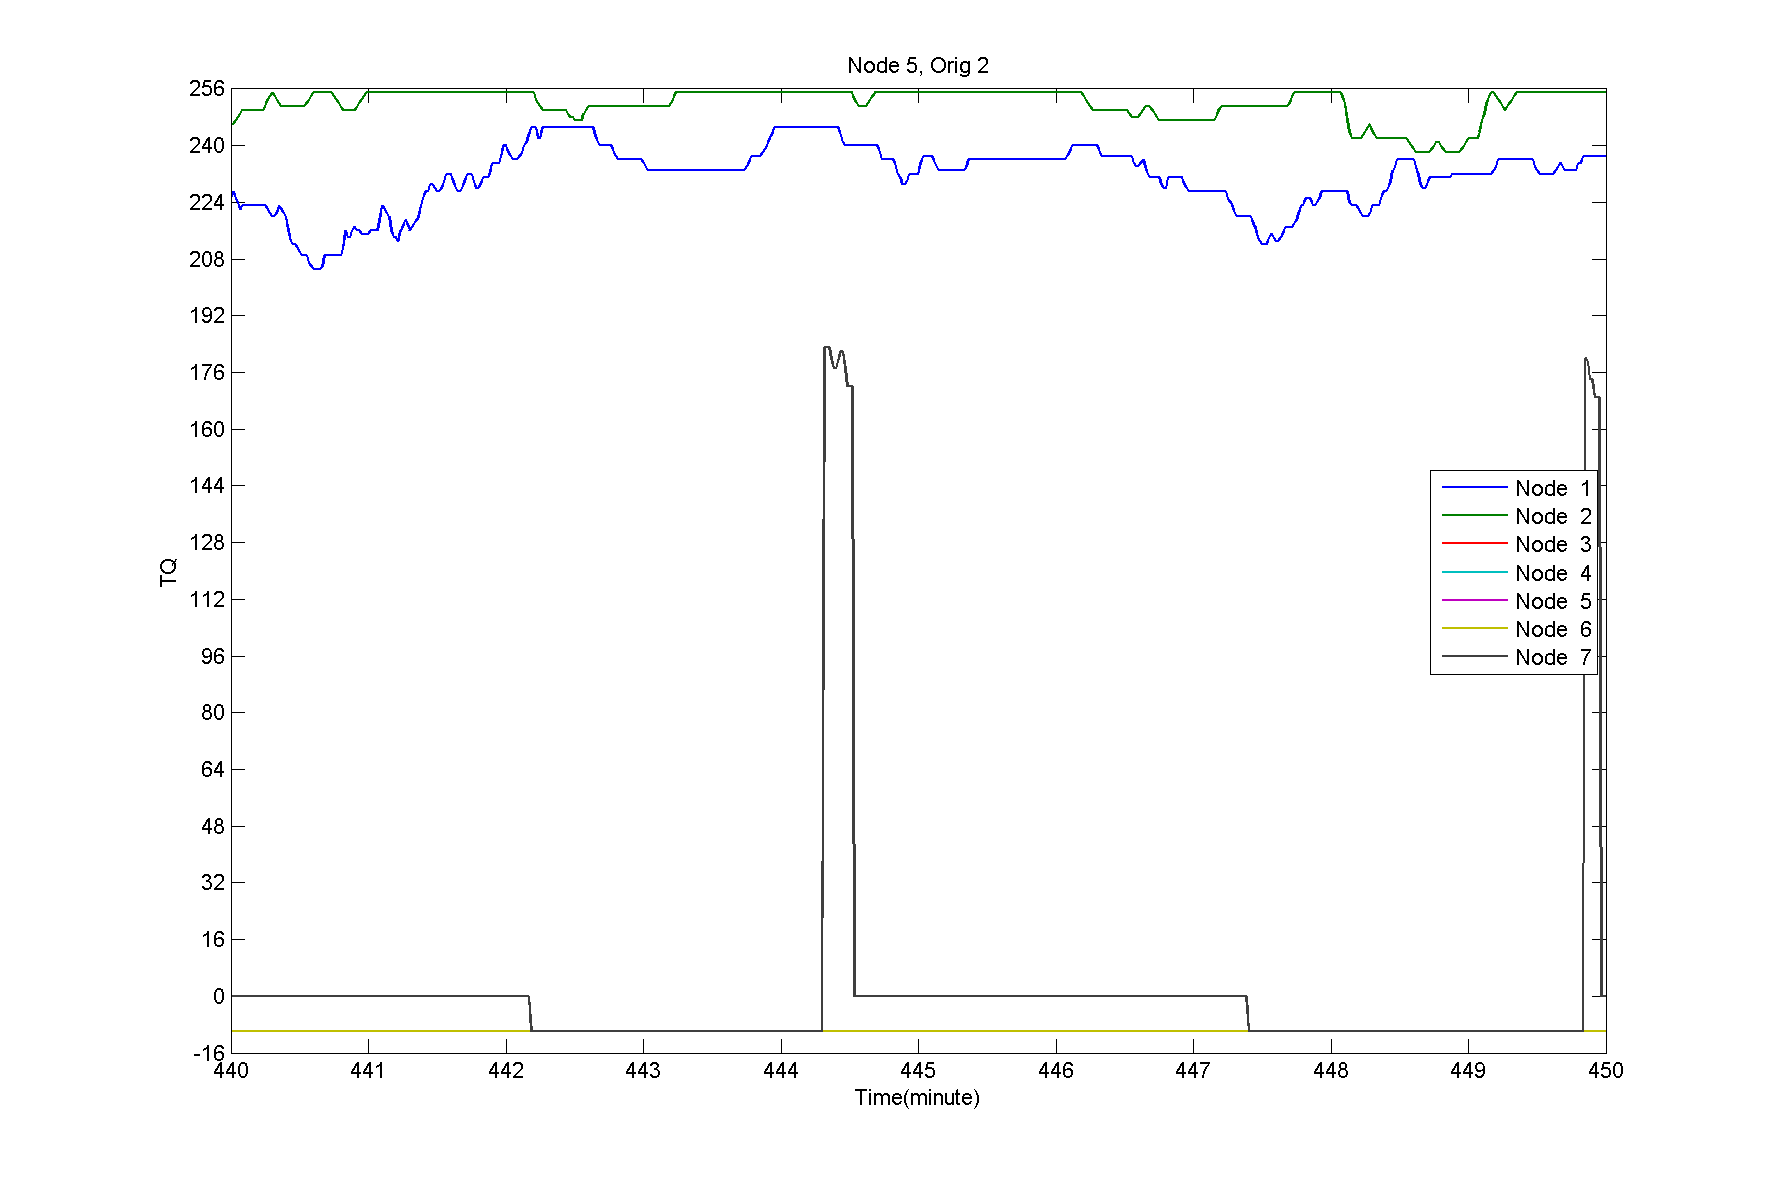 Node 5, Orig 2
256
240
224
208
192
176
160
144
128
112
96
80
64
48
32
16
0
-16
TQ
Node 1
Node 2
Node 3
Node 4
Node 5
Node 6
Node 7
440 441 442 443 444 445 446 447 448 449 450
Time(minute)